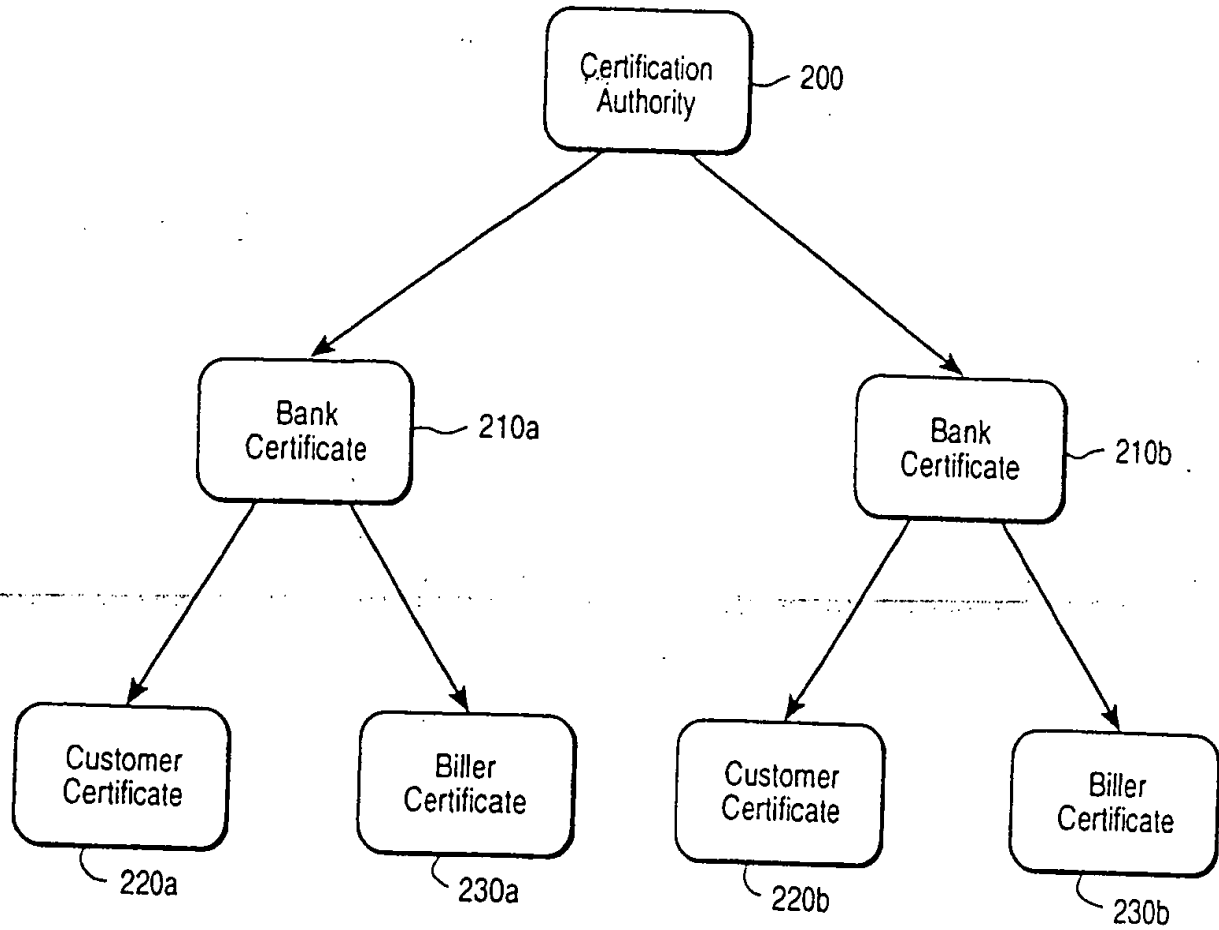 Certification
Authority
200
Bank
Certificate
210a
Bank
Certificate
210b
Customer
Certificate
220a
Biller
Certificate
230a
Customer
Certificate
220b
Biller
Certificate
230b